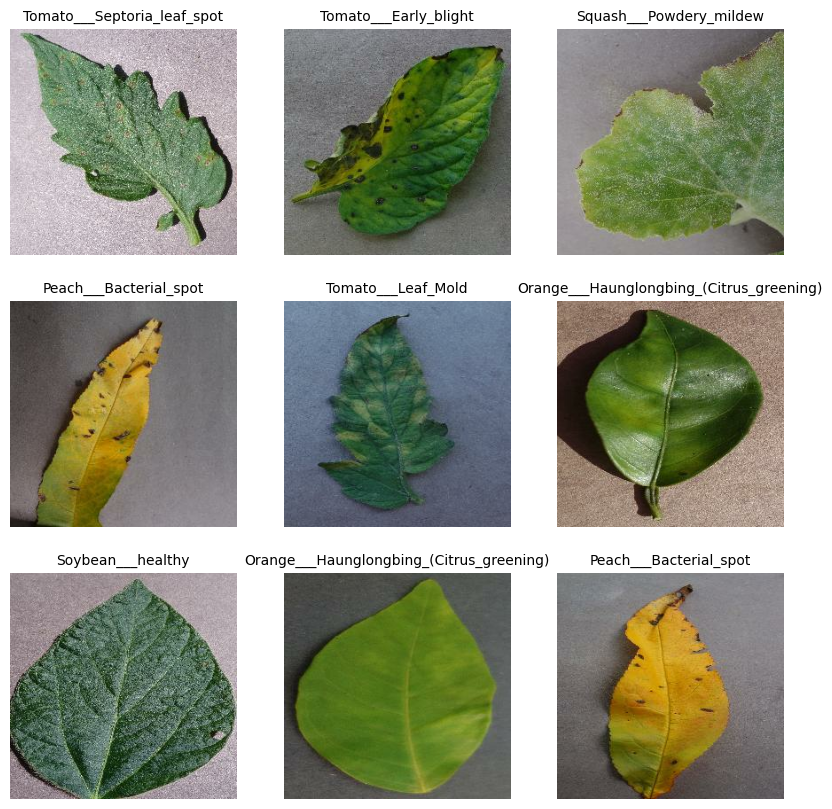 Tomato___Septoria_leaf_spot
Tomato___Early_blight
Squash___Powdery_mildew
Peach___Bacterial_spot
Tomato___Leaf_Mold
Orange___Haunglongbing_(Citrus_greening)
Soybean___healthy
Orange___Haunglongbing_(Citrus_greening)
Peach___Bacterial_spot